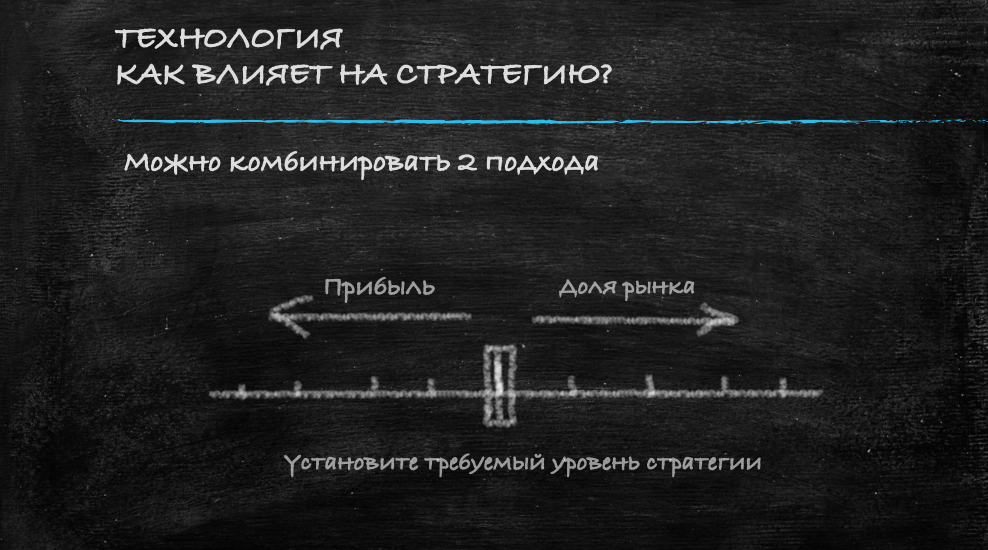 ТЕХНОЛОГИЯ
КАК ВЛИЯЕТ НА СТРАТЕГИЮ?
Можно комбинировать 2 подхода
Прибыль
Доля рынка
Установите требуемый уровень стратегии